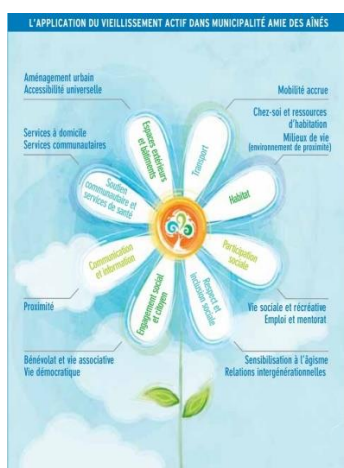 L'APPLICATION DU VIEILLISSEMENT ACTIF DANS MUNICIPALITÉ AMIE DES AÎNÉS
Aménagement urbain
Accessibilité universelle
Mobilité accrue
Chez-soi et ressources
d'habitation
Milieux de vie
(environnement de proximité)
Services à domicile
Services communautaires
Espaces extérieurs
et bâtiments
Transport
Habitat
Participation
sociale
Respect et
inclusion sociale
Engagement social
et citoyen
Communication
et information
Soutien
communautaire et
services de santé
Proximité
Vie sociale et récréative
Emploi et mentorat
Bénévolat et vie associative
Vie démocratique
Sensibilisation à l'âgisme
Relations intergénérationnelles